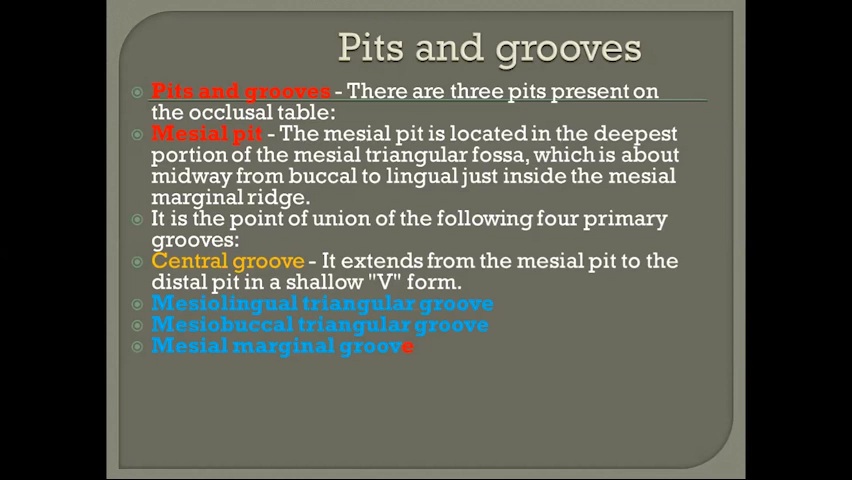 Pits and grooves
Pits and grooves - There are three pits present on
the occlusal table:
Mesial pit - The mesial pit is located in the deepest
portion of the mesial triangular fossa, which is about
midway from buccal to lingual just inside the mesial
marginal ridge.
It is the point of union of the following four primary
grooves:
Central groove - It extends from the mesial pit to the
distal pit in a shallow "V" form.
Mesiolingual triangular groove
Mesiobuccal triangular groove
Mesial marginal groove